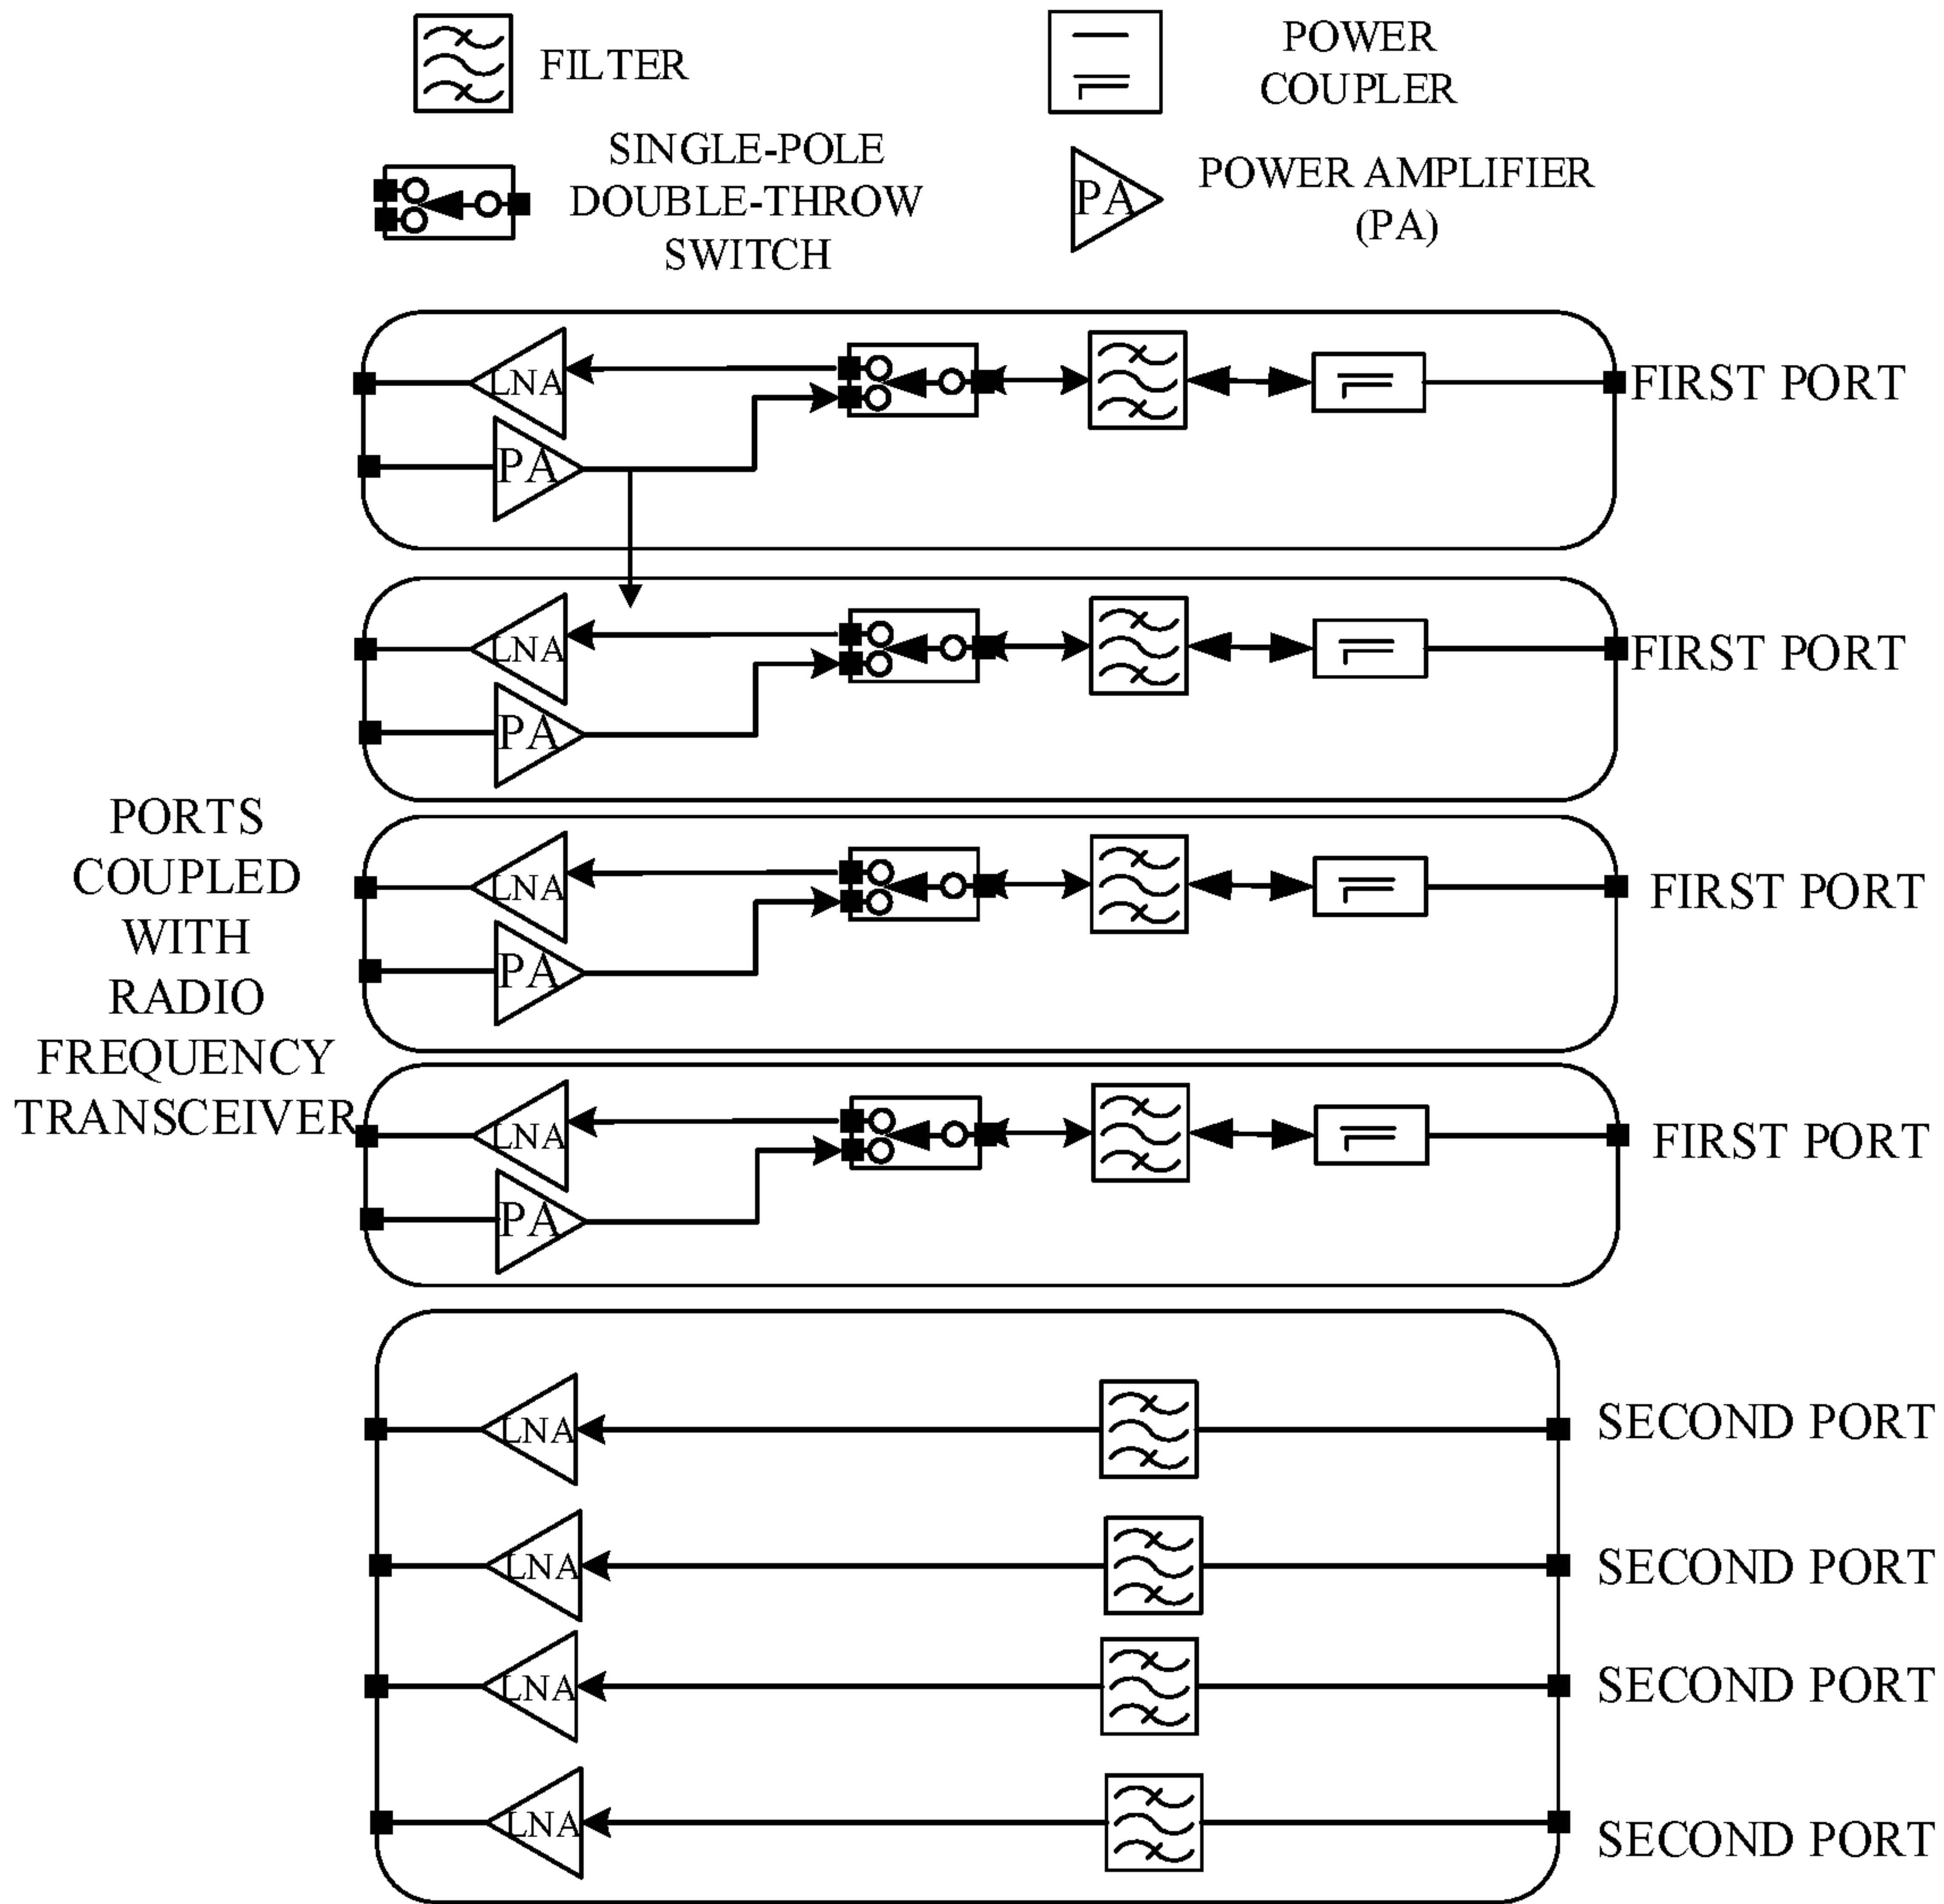 FILTER
POWER
COUPLER
SINGLE-POLE
DOUBLE-THROW
SWITCH
PA
POWER AMPLIFIER
(PA)
LNA
PA
FIRST PORT
LNA
PA
FIRST PORT
PORTS
COUPLED
WITH
RADIO
FREQUENCY
TRANSCEIVER
LNA
PA
FIRST PORT
LNA
PA
FIRST PORT
LNA
SECOND PORT
LNA
SECOND PORT
LNA
SECOND PORT
LNA
SECOND PORT